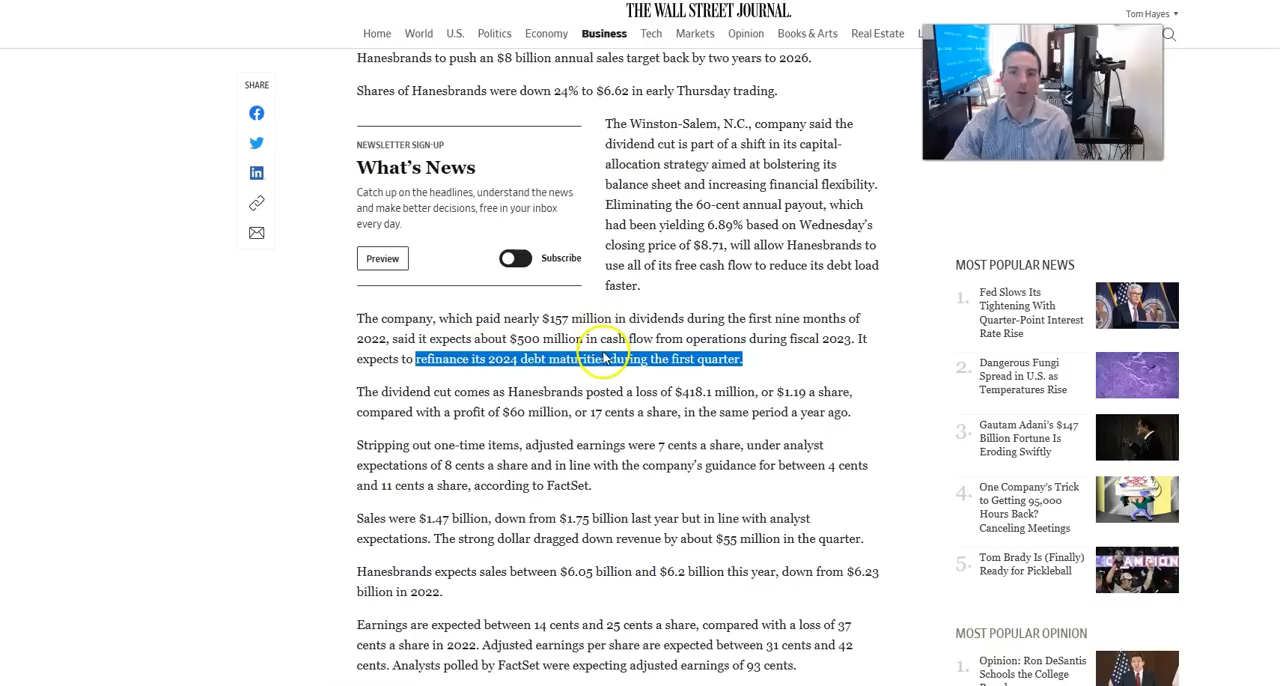 THE WALL STREET JOURNAL.
Tom Hayes
Home World U.S. Politics Economy Business Tech Markets Opinion Books & Arts Real Estate
Hanesbrands to push an $8 billion annual sales target back by two years to 2026.
SHARE
Shares of Hanesbrands were down 24% to $6.62 in early Thursday trading.
NEWSLETTER SIGN-UP
What's News
Catch up on the headlines, understand the news
and make better decisions, free in your inbox
every day.
Preview
Subscribe
The Winston-Salem, N.C., company said the
dividend cut is part of a shift in its capital-
allocation strategy aimed at bolstering its
balance sheet and increasing financial flexibility.
Eliminating the 60-cent annual payout, which
had been yielding 6.89% based on Wednesday's
closing price of $8.71, will allow Hanesbrands to
use all of its free cash flow to reduce its debt load
faster.
The company, which paid nearly $157 million in dividends during the first nine months of
2022, said it expects about $500 million in cash flow from operations during fiscal 2023. It
expects to refinance its 2024 debt maturities during the first quarter.
The dividend cut comes as Hanesbrands posted a loss of $418.1 million, or $1.19 a share,
compared with a profit of $60 million, or 17 cents a share, in the same period a year ago.
Stripping out one-time items, adjusted earnings were 7 cents a share, under analyst
expectations of 8 cents a share and in line with the company's guidance for between 4 cents
and 11 cents a share, according to FactSet.
Sales were $1.47 billion, down from $1.75 billion last year but in line with analyst
expectations. The strong dollar dragged down revenue by about $55 million in the quarter.
Hanesbrands expects sales between $6.05 billion and $6.2 billion this year, down from $6.23
billion in 2022.
Earnings are expected between 14 cents and 25 cents a share, compared with a loss of 37
cents a share in 2022. Adjusted earnings per share are expected between 31 cents and 42
cents. Analysts polled by FactSet were expecting adjusted earnings of 93 cents.
MOST POPULAR NEWS
1. Fed Slows Its
Tightening With
Quarter-Point Interest
Rate Rise
2. Dangerous Fungi
Spread in U.S. as
Temperatures Rise
3. Gautam Adani's $147
Billion Fortune Is
Eroding Swiftly
4. One Company's Trick
to Getting 95,000
Hours Back?
Canceling Meetings
5. Tom Brady Is (Finally)
Ready for Pickleball
MOST POPULAR OPINION
1. Opinion: Ron DeSantis
Schools the College